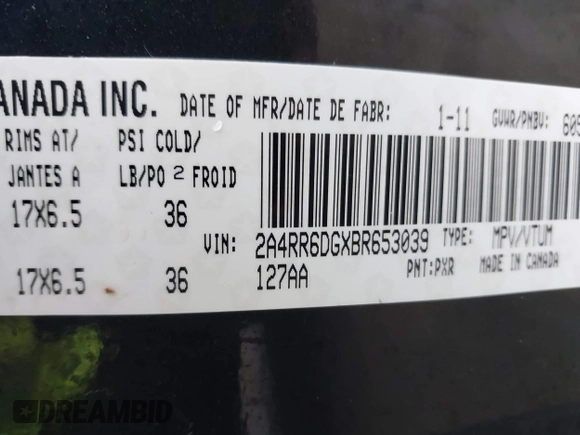 ANADA INC. DATE OF MFR/DATE DE FABR: 1-11 GVWR/PNBV:
RIMS AT/ PSI COLD/
JANTES A LB/PO 2 FROID
17X6.5 36
VIN: 2A4RR6DGXBR653039 TYPE: MPV/VTUM
17X6.5 36 127AA PNT:PXR MADE IN CANADA
DREAMBID